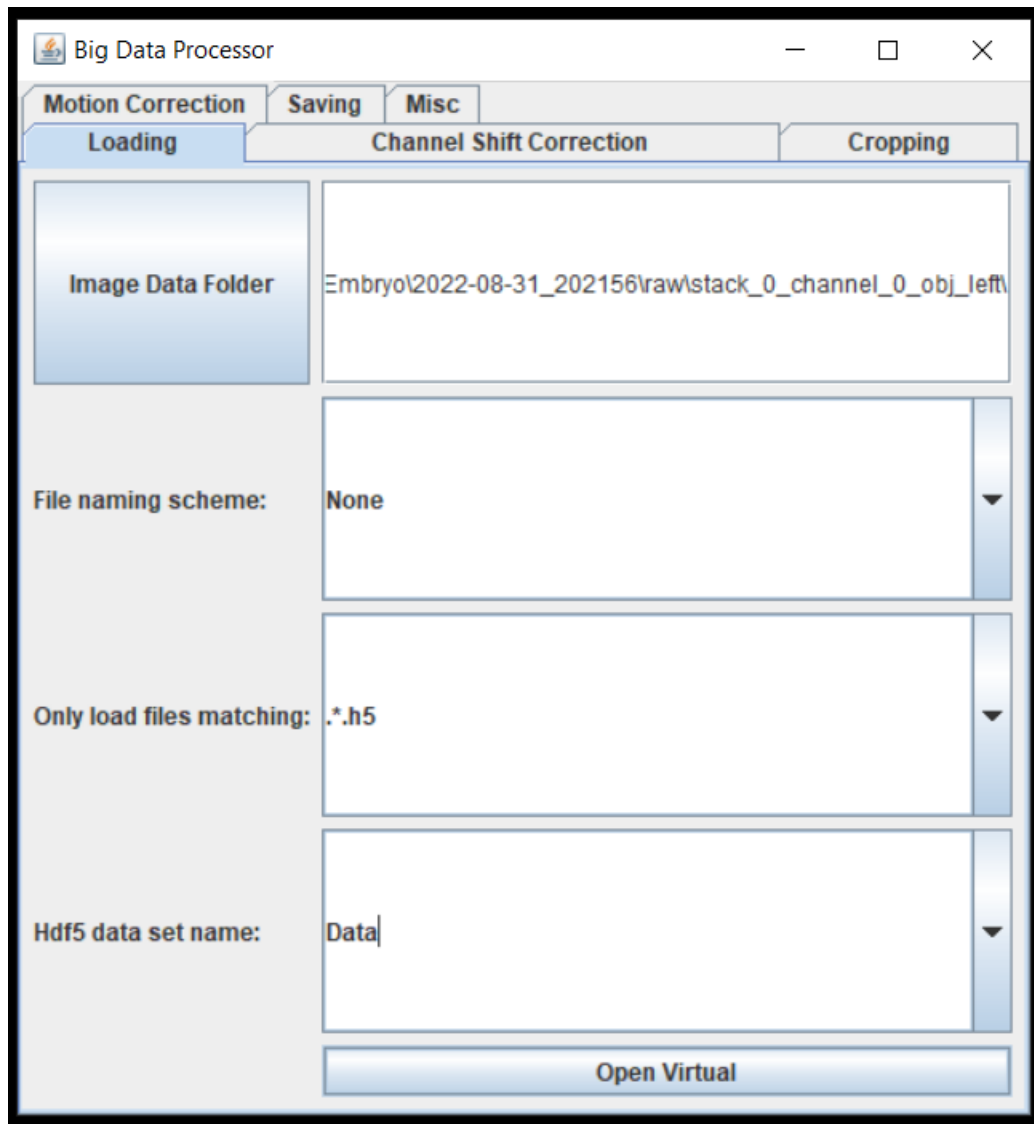 Big Data Processor
Motion Correction Saving Misc
Loading Channel Shift Correction Cropping
Image Data Folder Embryo\2022-08-31_202156\raw\stack_0_channel_0_obj_left\
File naming scheme: None
Only load files matching: .*.h5
Hdf5 data set name: Data
Open Virtual